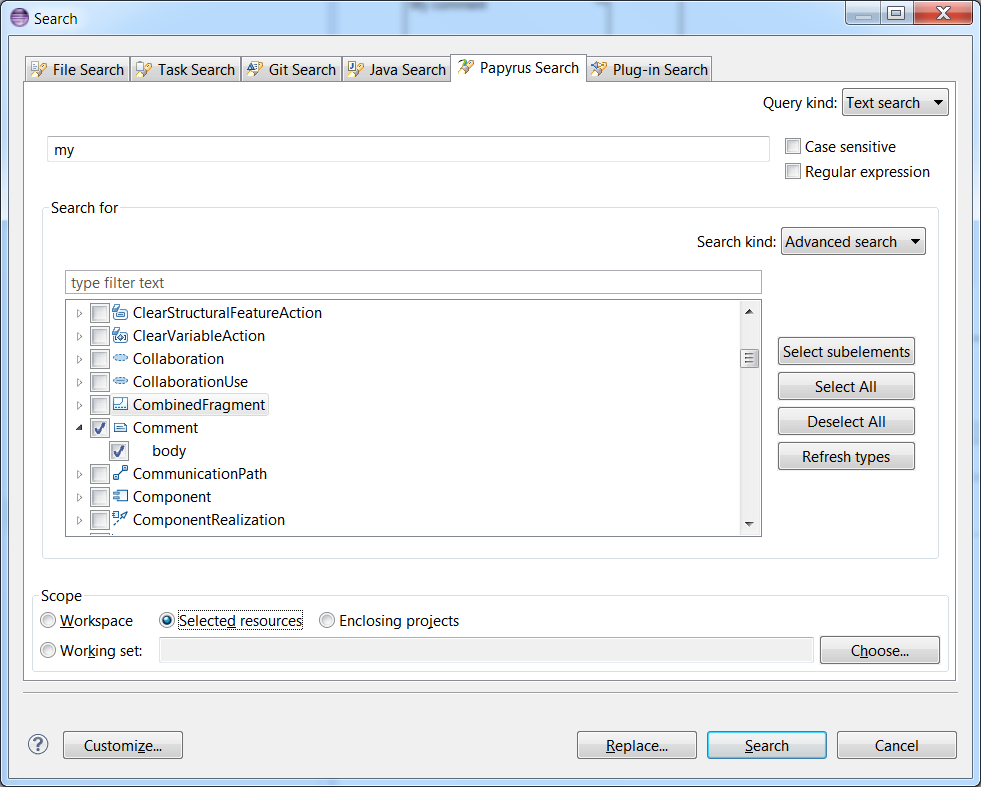 My comment
Search
File Search Task Search Git Search Java Search Papyrus Search Plug-in Search
Query kind: Text search
my
Case sensitive
Regular expression
Search for
Search kind: Advanced search
type filter text
ClearStructuralFeatureAction
ClearVariableAction
Collaboration
CollaborationUse
CombinedFragment
Comment
body
CommunicationPath
Component
ComponentRealization
Select subelements
Select All
Deselect All
Refresh types
Scope
Workspace Selected resources Enclosing projects
Working set: Choose...
? Customize... Replace... Search Cancel